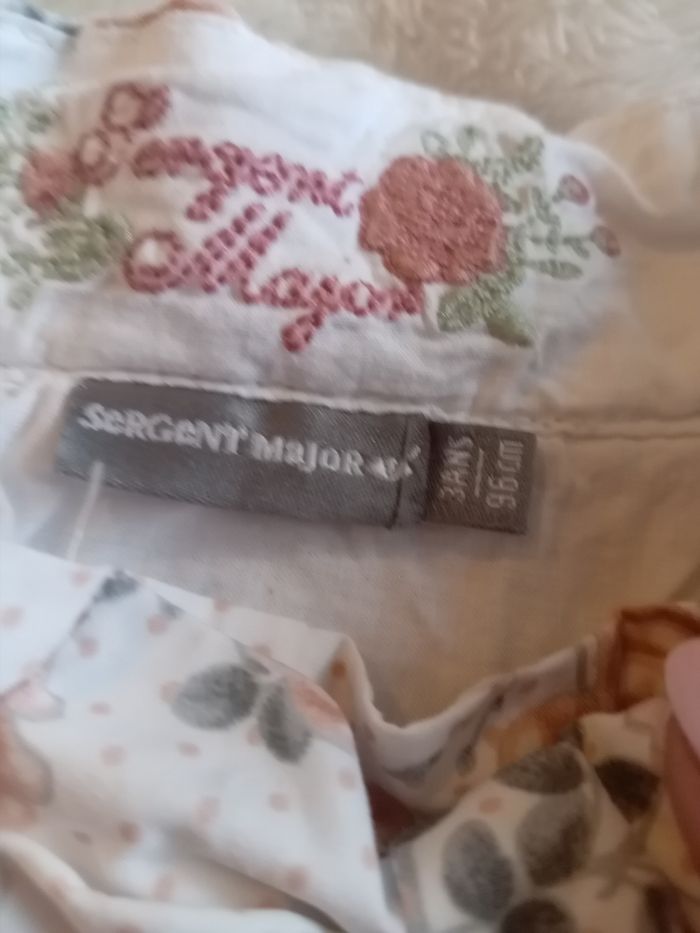 Sergent
Major
SeRGeNT MaJOR
3ANS
96cm